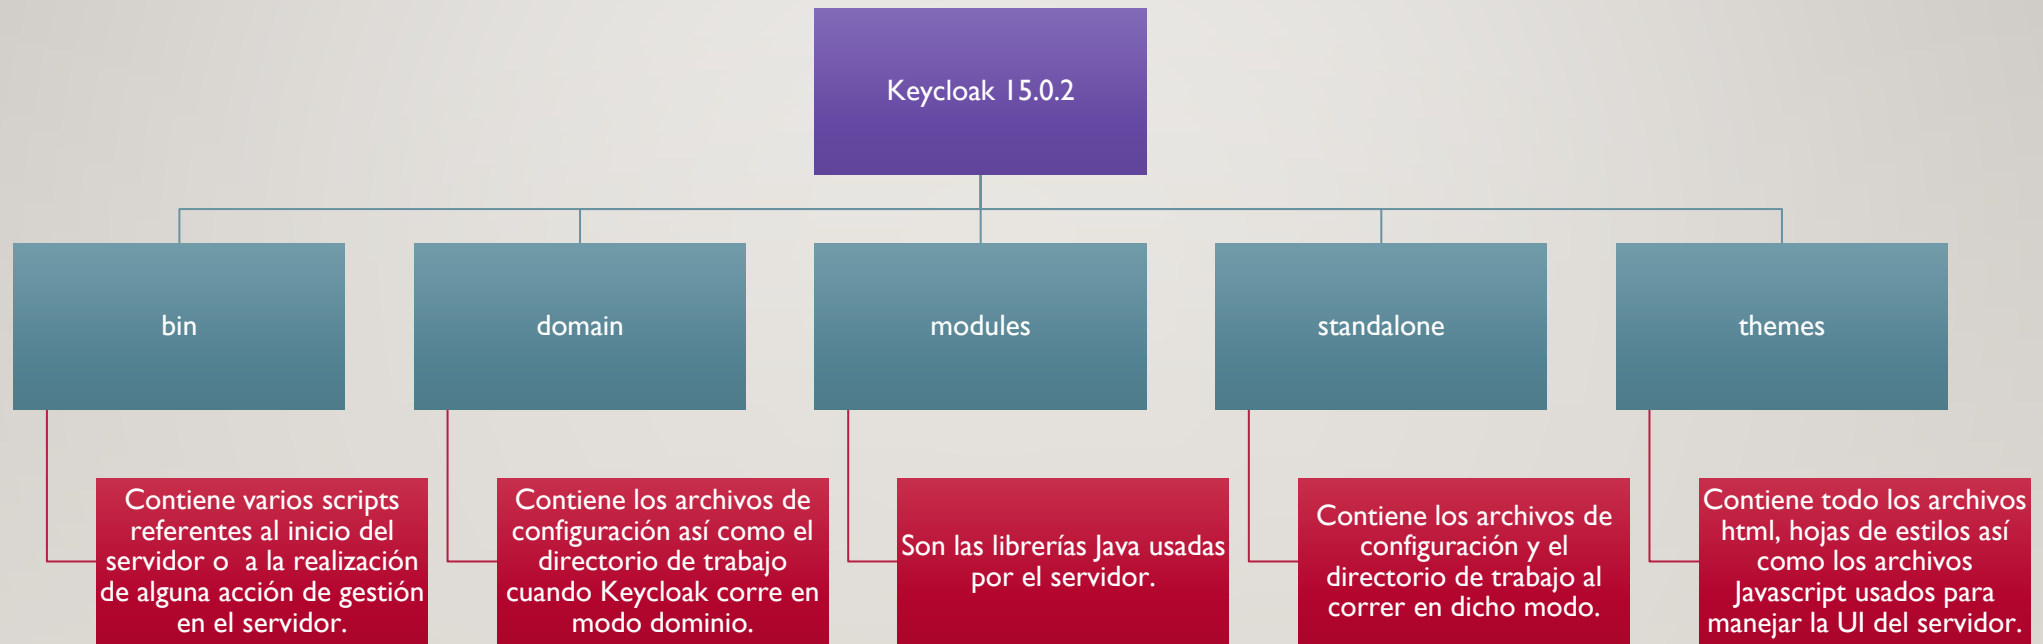 Keycloak 15.0.2
bin
domain
modules
standalone
themes
Contiene varios scripts
referentes al inicio del
servidor o  a la realización
de alguna acción de gestión
en el servidor.
Contiene los archivos de
configuración así como el
directorio de trabajo
cuando Keycloak corre en
modo dominio.
Son las librerías Java usadas
por el servidor.
Contiene los archivos de
configuración y el
directorio de trabajo al
correr en dicho modo.
Contiene todo los archivos
html, hojas de estilos así
como los archivos
Javascript usados para
manejar la UI del servidor.